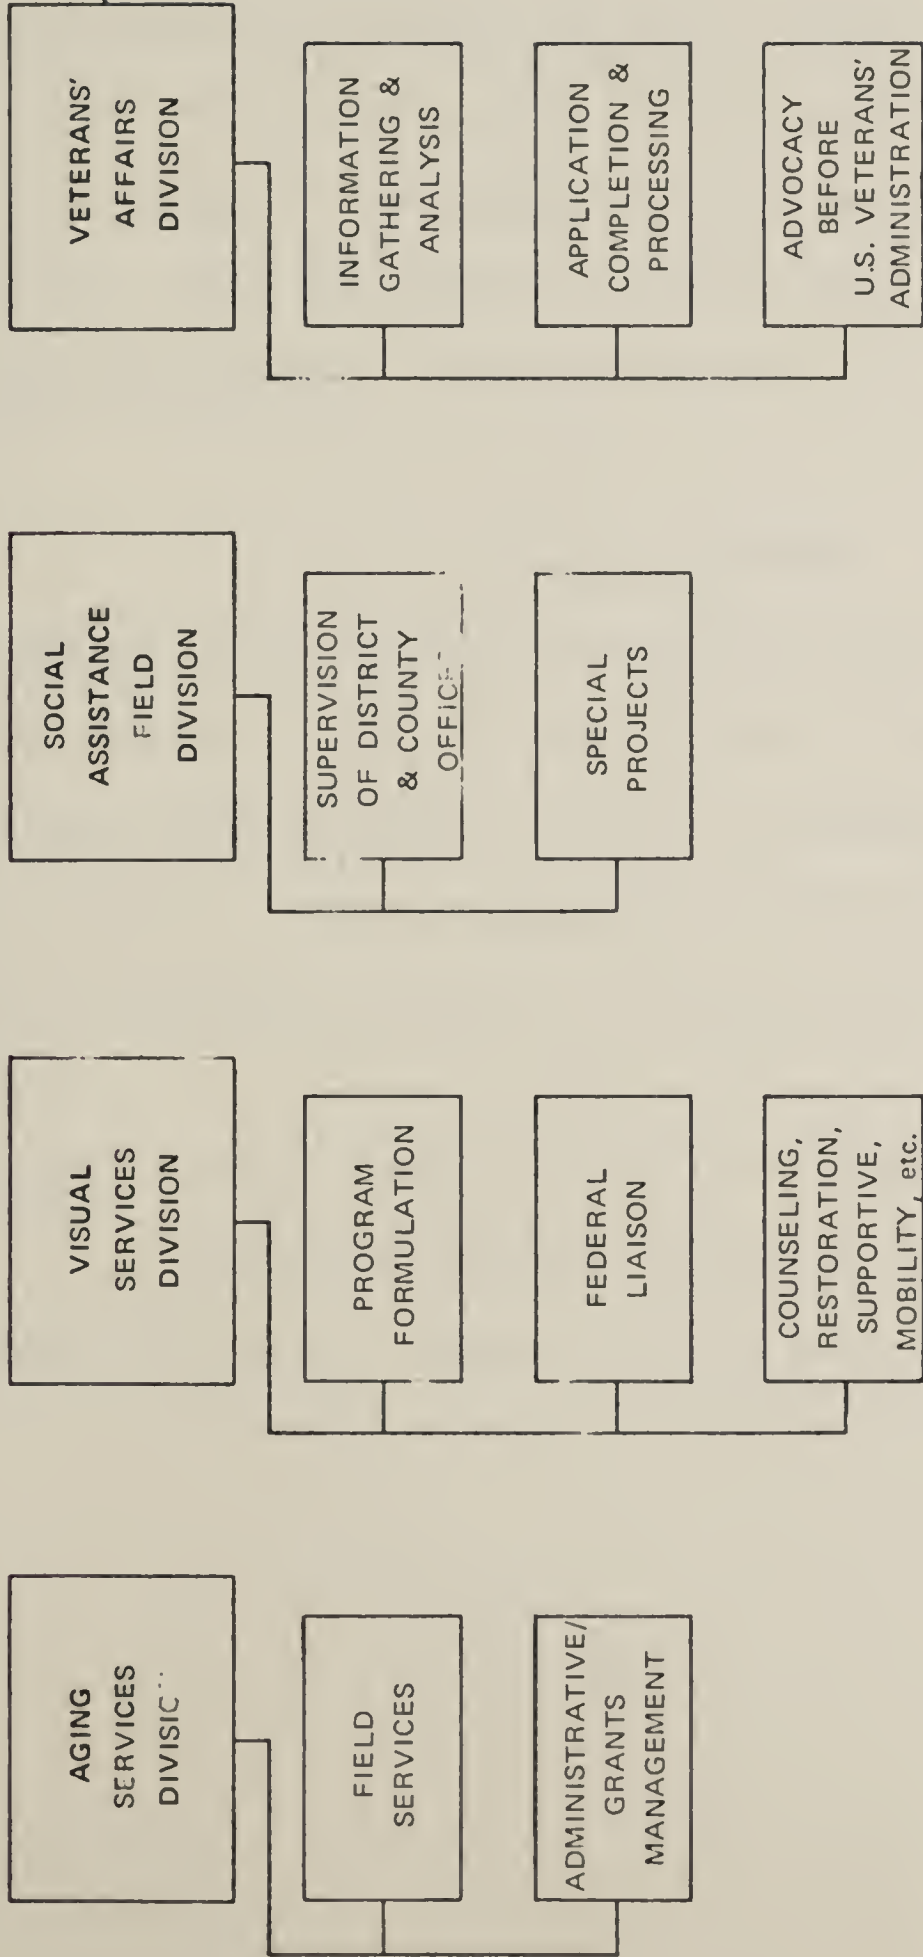 AGING
SERVICES
FIELD
SERVICES
ADMINISTRATIVE/
GRANTS
MANAGEMENT
VISUAL
SERVICES
DIVISION
PROGRAM
FORMULATION
FEDERAL
LIAISON
COUNSELING,
RESTORATION,
SUPPORTIVE,
MOBILITY, etc.
SOCIAL
ASSISTANCE
FIELD
DIVISION
SUPERVISION
OF DISTRICT
& COUNTY
SPECIAL
PROJECTS
VETERANS'
AFFAIRS
DIVISION
INFORMATION
GATHERING &
ANALYSIS
APPLICATION
COMPLETION &
PROCESSING
ADVOCACY
BEFORE
U.S. VETERANS'
ADMINISTRATION